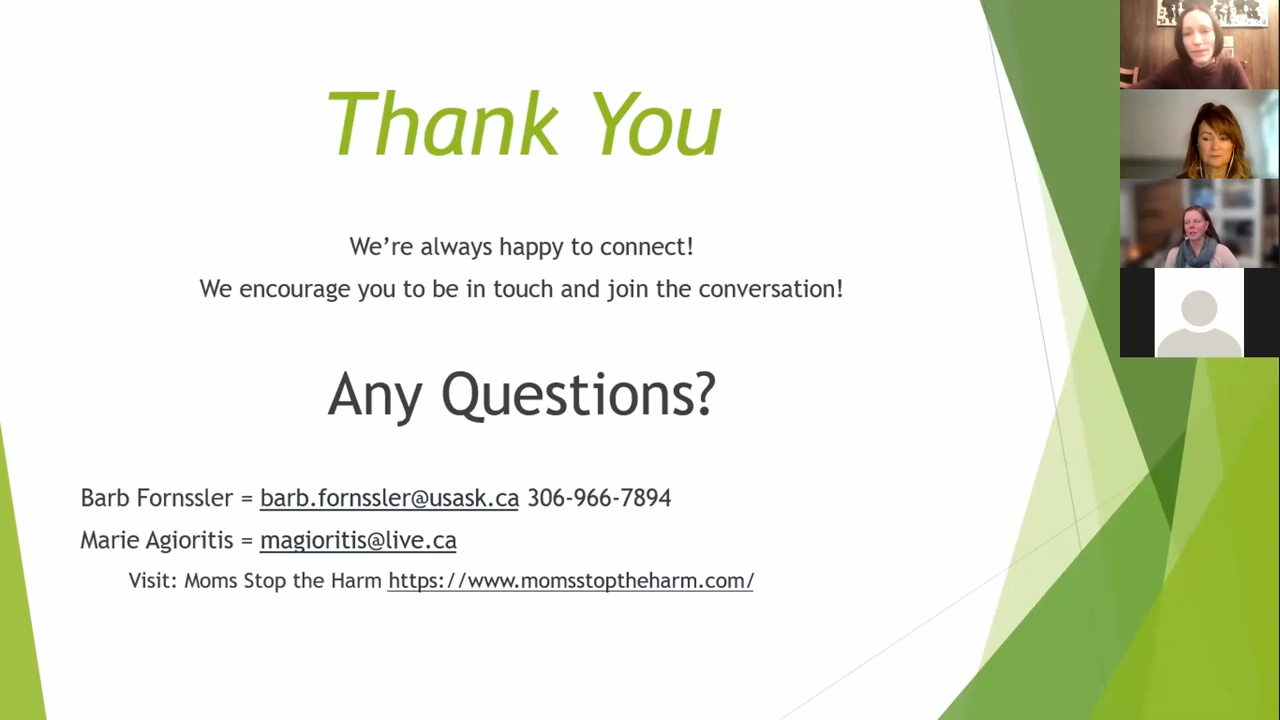 Thank You
We’re always happy to connect!
We encourage you to be in touch and join the conversation!
Any Questions?
Barb Fornssler = barb.fornssler@usask.ca 306-966-7894
Marie Agioritis = magioritis@live.ca
Visit: Moms Stop the Harm https://www.momsstoptheharm.com/